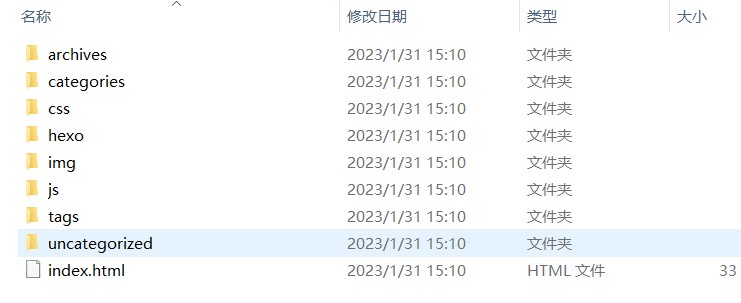 名称 修改日期 类型 大小
archives 2023/1/31 15:10 文件夹
categories 2023/1/31 15:10 文件夹
css 2023/1/31 15:10 文件夹
hexo 2023/1/31 15:10 文件夹
img 2023/1/31 15:10 文件夹
js 2023/1/31 15:10 文件夹
tags 2023/1/31 15:10 文件夹
uncategorized 2023/1/31 15:10 文件夹
index.html 2023/1/31 15:10 HTML 文件 33